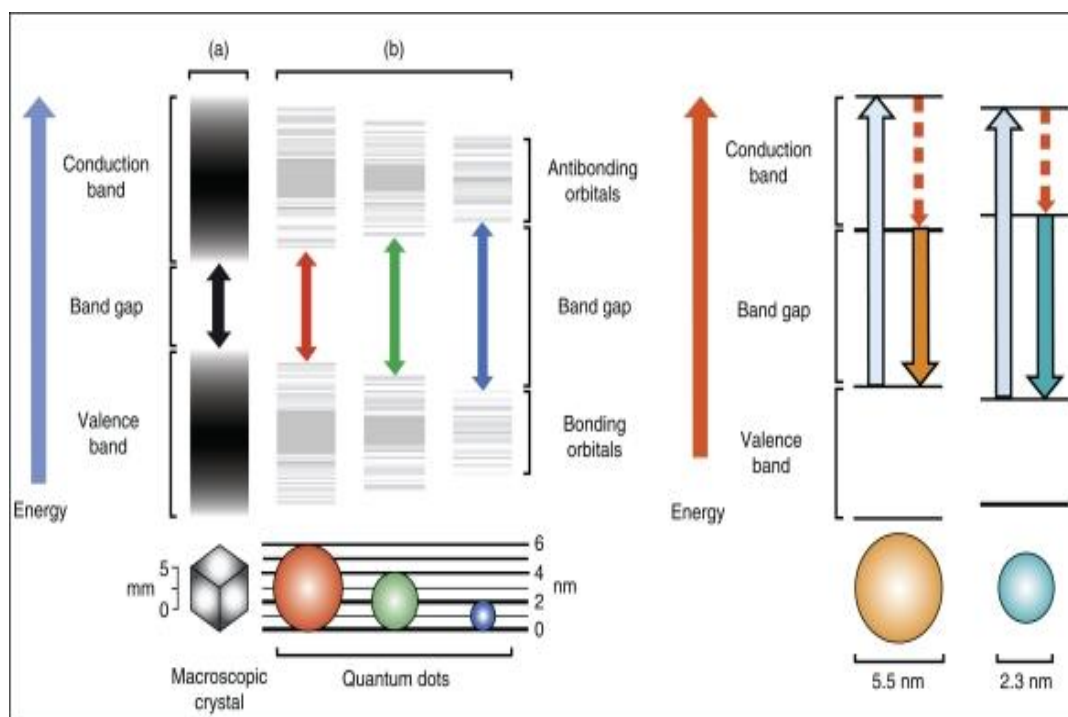 (a)
(b)
Conduction
band
Band gap
Valence
band
Energy
Antibonding
orbitals
Band gap
Bonding
orbitals
5
mm
0
6
4
nm
2
0
Macroscopic
crystal
Quantum dots
Conduction
band
Band gap
Valence
band
Energy
5.5 nm
2.3 nm